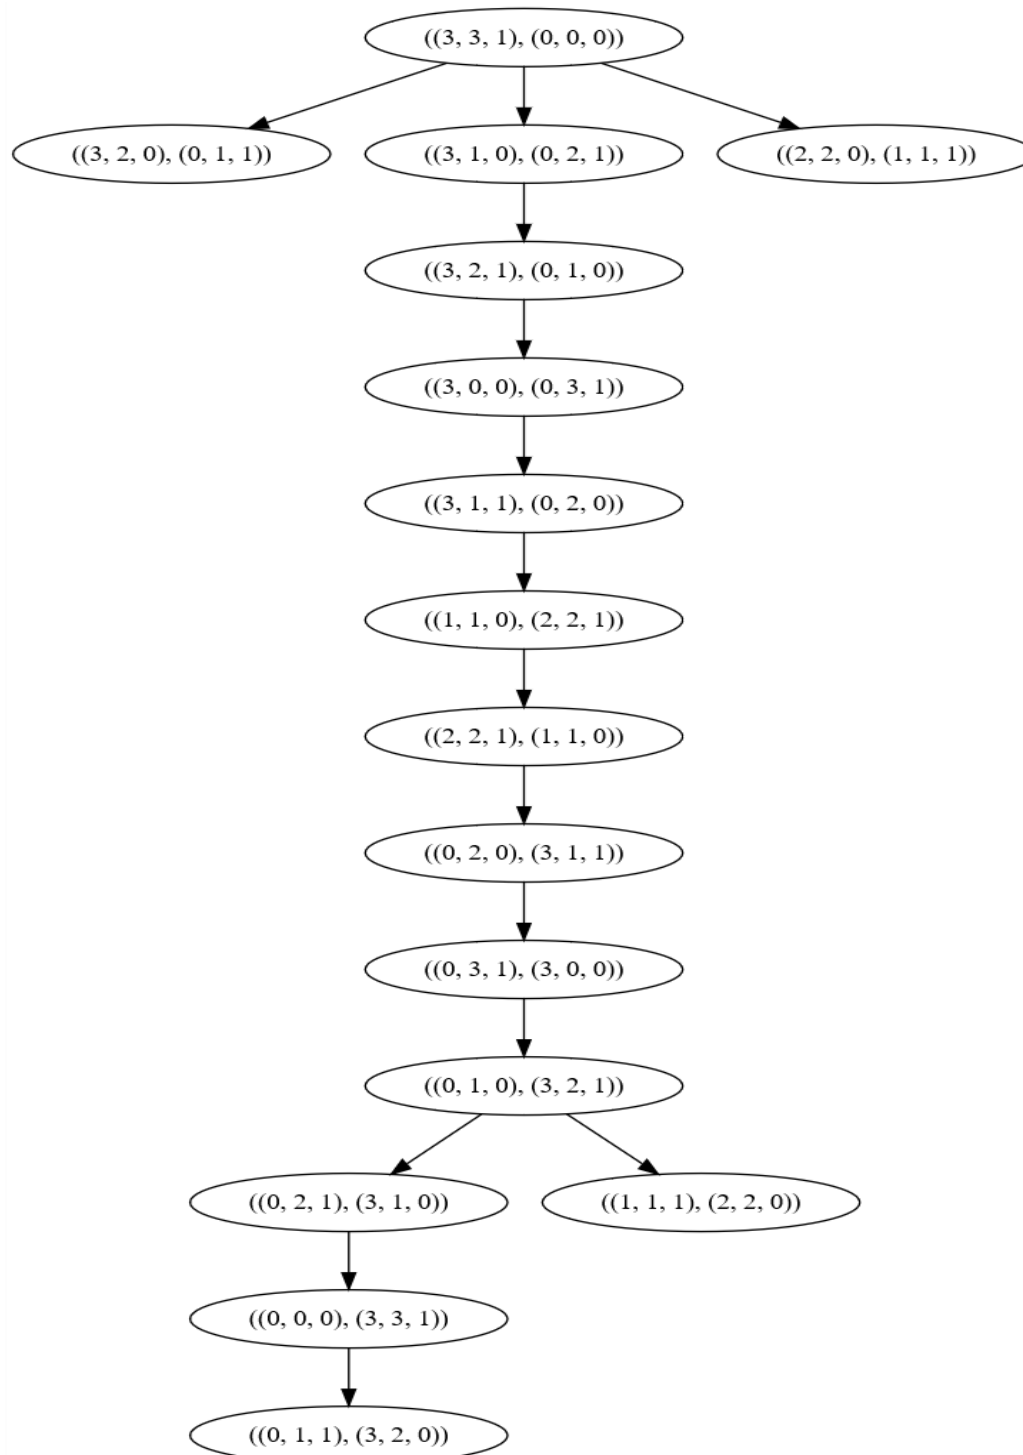 ((3, 3, 1), (0, 0, 0))
((3, 2, 0), (0, 1, 1))
((3, 1, 0), (0, 2, 1))
((2, 2, 0), (1, 1, 1))
((3, 2, 1), (0, 1, 0))
((3, 0, 0), (0, 3, 1))
((3, 1, 1), (0, 2, 0))
((1, 1, 0), (2, 2, 1))
((2, 2, 1), (1, 1, 0))
((0, 2, 0), (3, 1, 1))
((0, 3, 1), (3, 0, 0))
((0, 1, 0), (3, 2, 1))
((0, 2, 1), (3, 1, 0))
((1, 1, 1), (2, 2, 0))
((0, 0, 0), (3, 3, 1))
((0, 1, 1), (3, 2, 0))